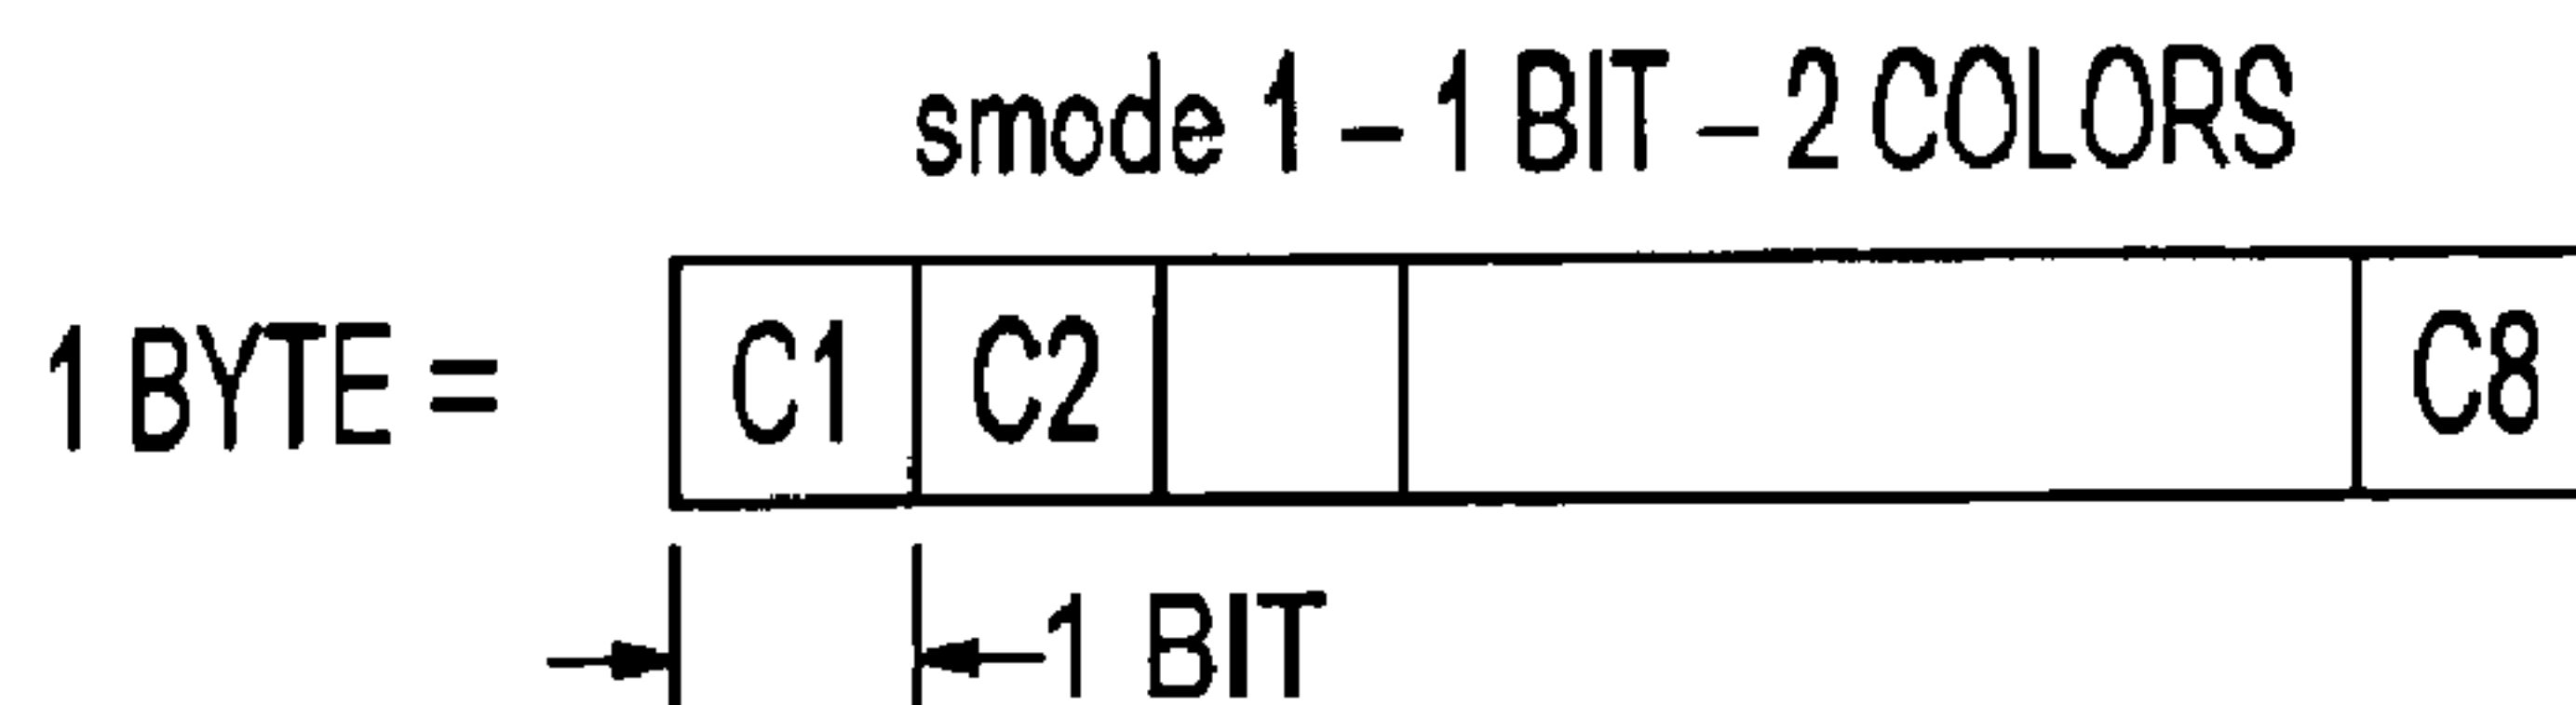 smode 1 – 1 BIT – 2 COLORS
1 BYTE = C1 C2 C8
1 BIT